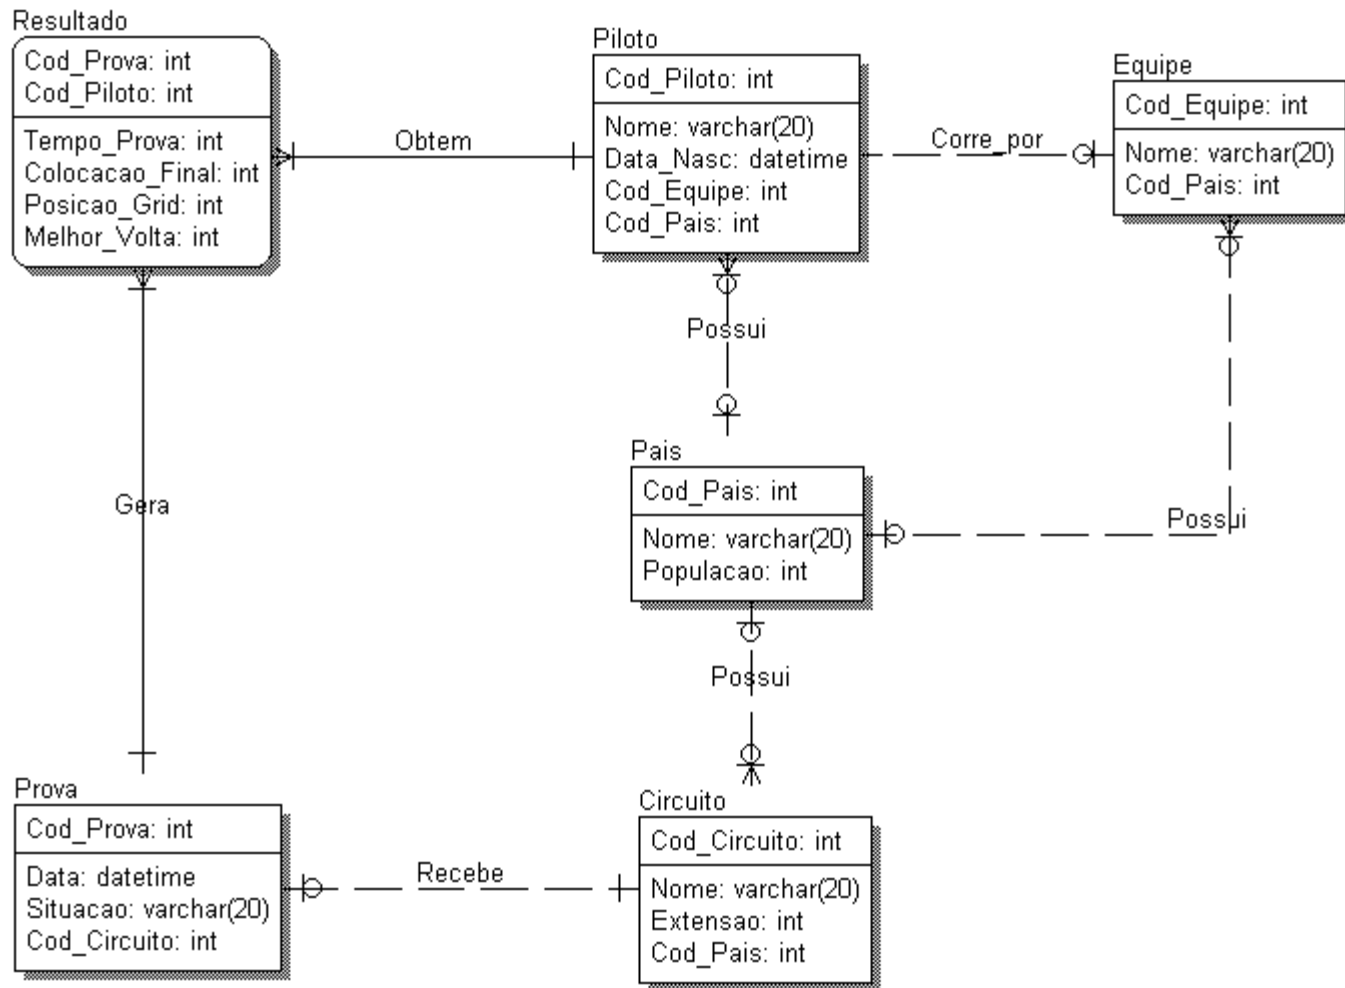 Resultado
Cod_Prova: int
Cod_Piloto: int
Tempo_Prova: int
Colocacao_Final: int
Posicao_Grid: int
Melhor_Volta: int
Obtem
Piloto
Cod_Piloto: int
Nome: varchar(20)
Data_Nasc: datetime
Cod_Equipe: int
Cod_Pais: int
Corre_por
Equipe
Cod_Equipe: int
Nome: varchar(20)
Cod_Pais: int
Possui
Gera
Pais
Cod_Pais: int
Nome: varchar(20)
Populacao: int
Possui
Possui
Prova
Cod_Prova: int
Data: datetime
Situacao: varchar(20)
Cod_Circuito: int
Recebe
Circuito
Cod_Circuito: int
Nome: varchar(20)
Extensao: int
Cod_Pais: int